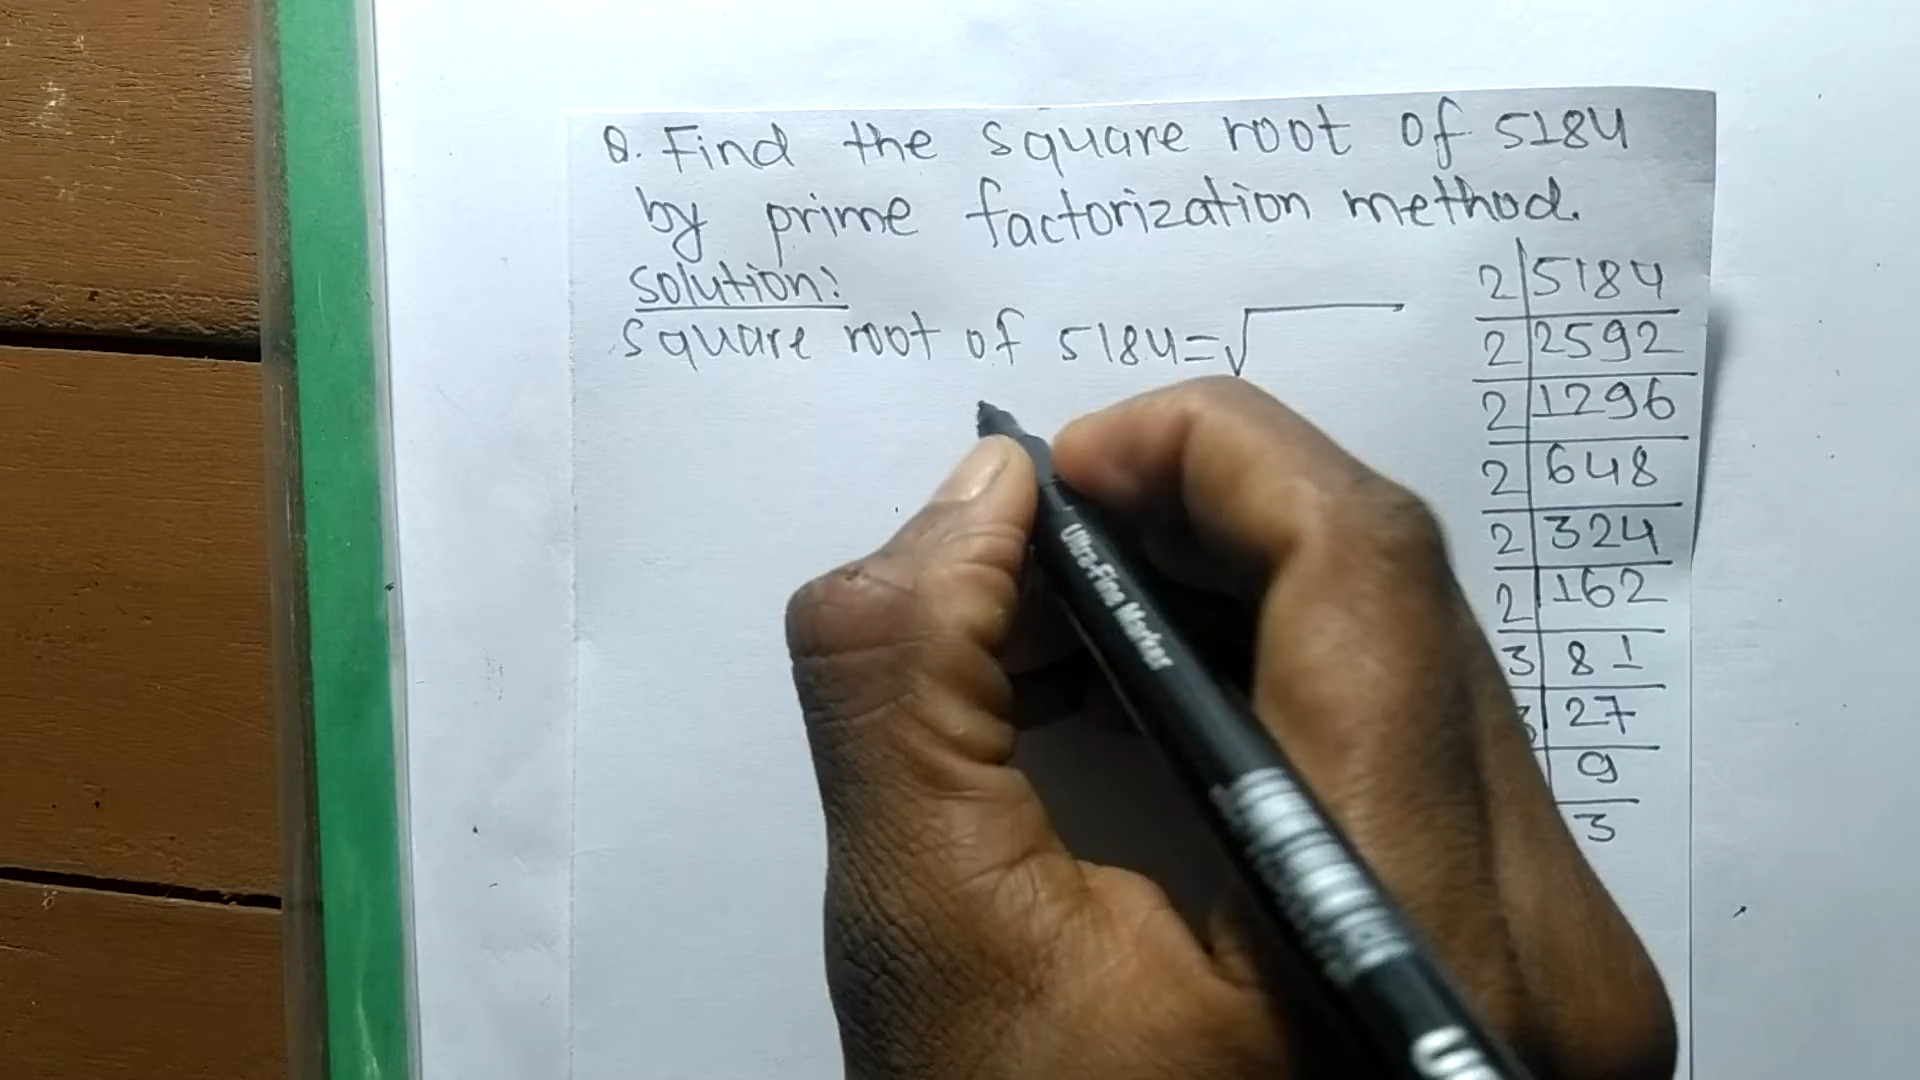 Q. Find the square root of 5184
by prime factorization method.
Solution:
Square root of 5184=√
2 5184
2 2592
2 1296
2 648
2 324
2 162
3 81
3 27
9
3
Ultra-Fine Marker